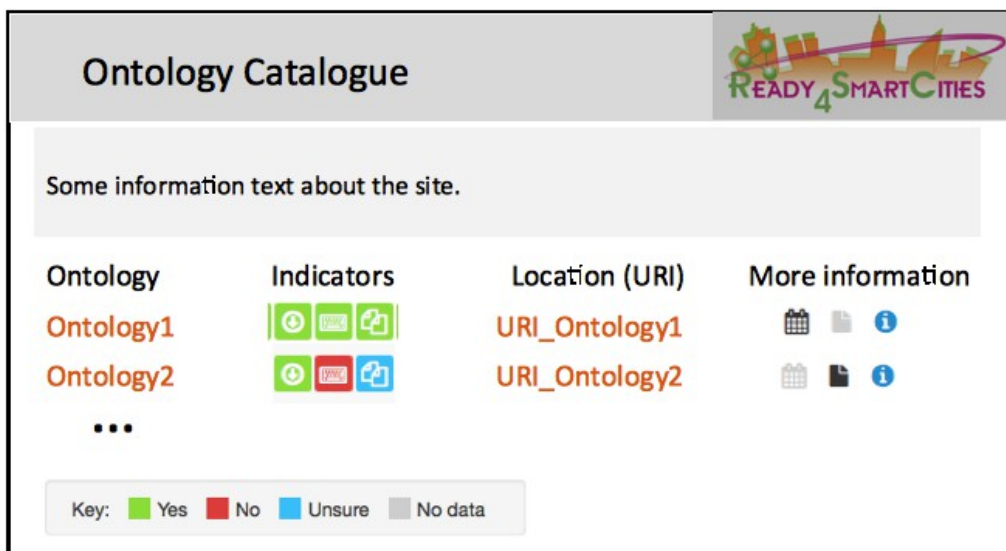 Ontology Catalogue
READY4SMARTCITIES
Some information text about the site.
Ontology Indicators Location (URI) More information
Ontology1 URI_Ontology1
Ontology2 URI_Ontology2
...
Key: Yes No Unsure No data